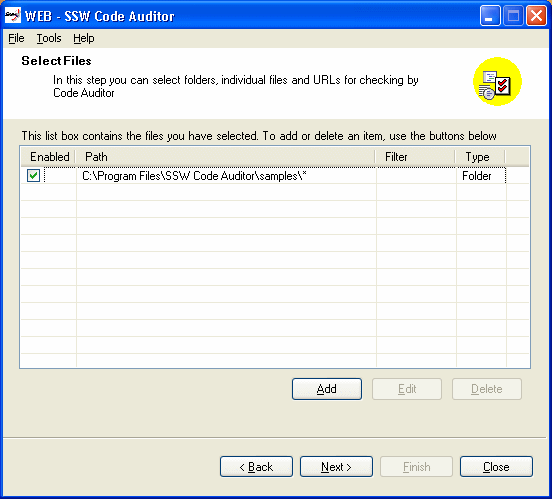 WEB - SSW Code Auditor
File Tools Help
Select Files
In this step you can select folders, individual files and URLs for checking by
Code Auditor
This list box contains the files you have selected. To add or delete an item, use the buttons below
Enabled Path Filter Type
C:\Program Files\SSW Code Auditor\samples\* Folder
Add Edit Delete
< Back Next > Finish Close